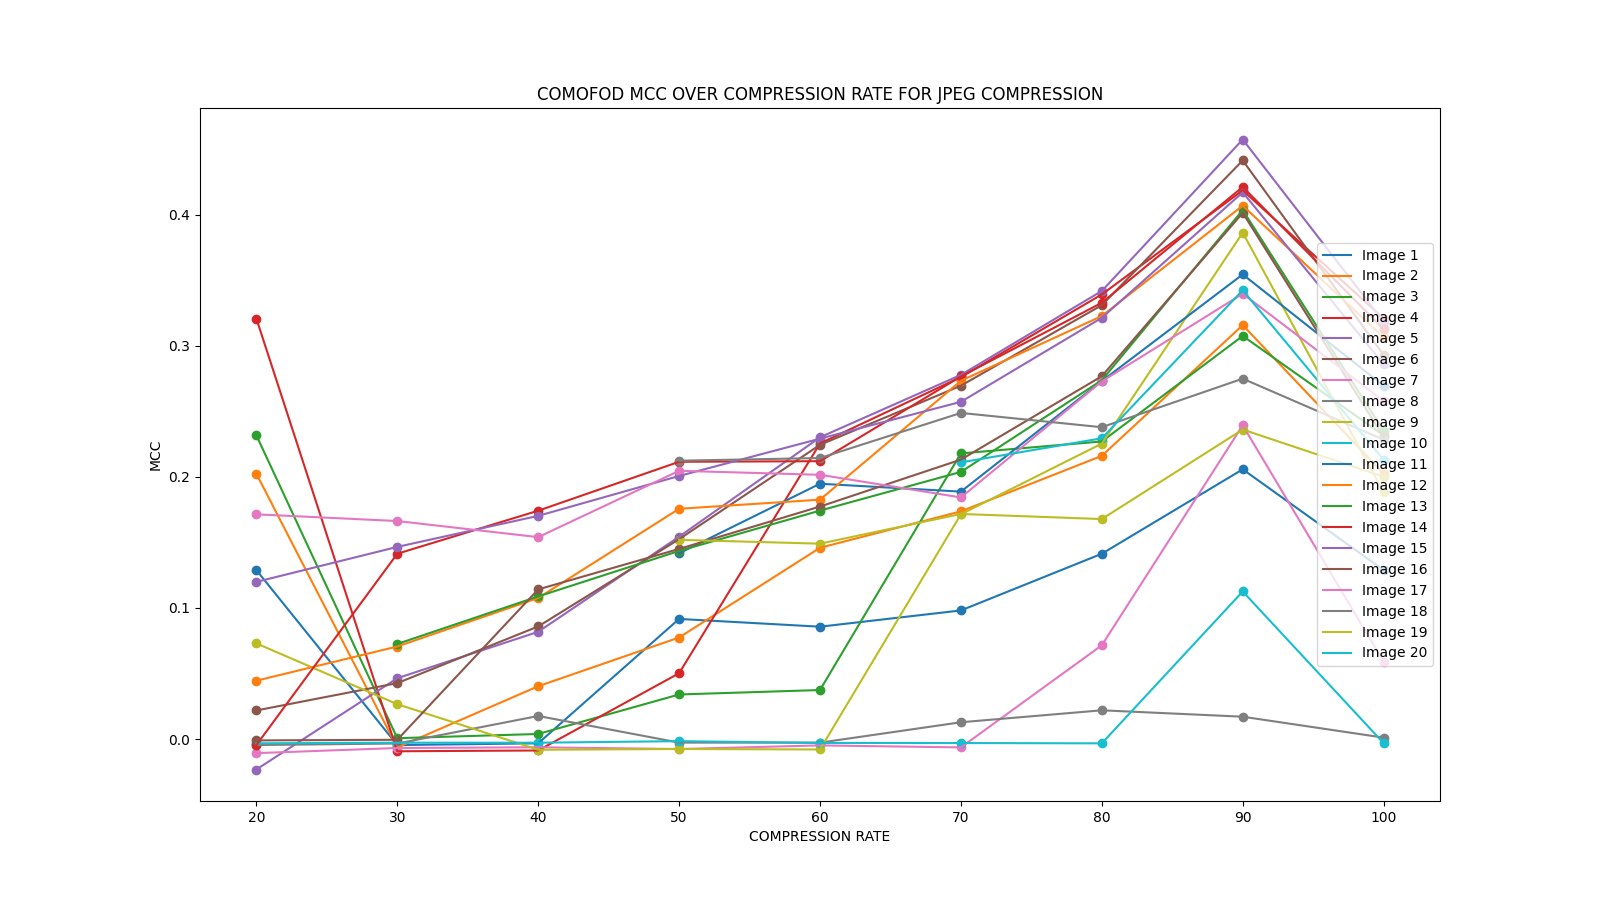 COMOFOD MCC OVER COMPRESSION RATE FOR JPEG COMPRESSION
MCC
0.4
0.3
0.2
0.1
0.0
Image 1
Image 2
Image 3
Image 4
Image 5
Image 6
Image 7
Image 8
Image 9
Image 10
Image 11
Image 12
Image 13
Image 14
Image 15
Image 16
Image 17
Image 18
Image 19
Image 20
20 30 40 50 60 70 80 90 100
COMPRESSION RATE